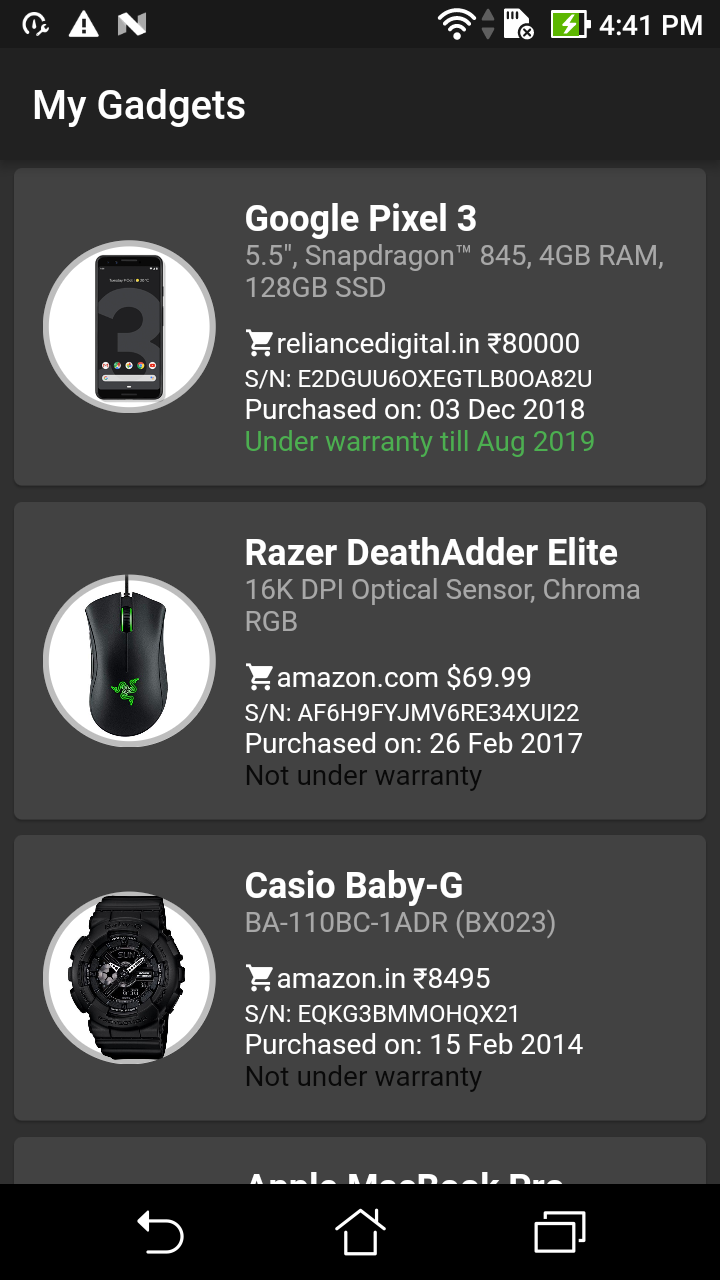 4:41 PM
My Gadgets
Google Pixel 3
5.5", Snapdragon™ 845, 4GB RAM,
128GB SSD
reliancedigital.in ₹80000
S/N: E2DGUU6OXEGTLB0OA82U
Purchased on: 03 Dec 2018
Under warranty till Aug 2019
Razer DeathAdder Elite
16K DPI Optical Sensor, Chroma
RGB
amazon.com $69.99
S/N: AF6H9FYJMV6RE34XUI22
Purchased on: 26 Feb 2017
Not under warranty
Casio Baby-G
BA-110BC-1ADR (BX023)
amazon.in ₹8495
S/N: EQKG3BMMOHQX21
Purchased on: 15 Feb 2014
Not under warranty
Apple MacBook Pro